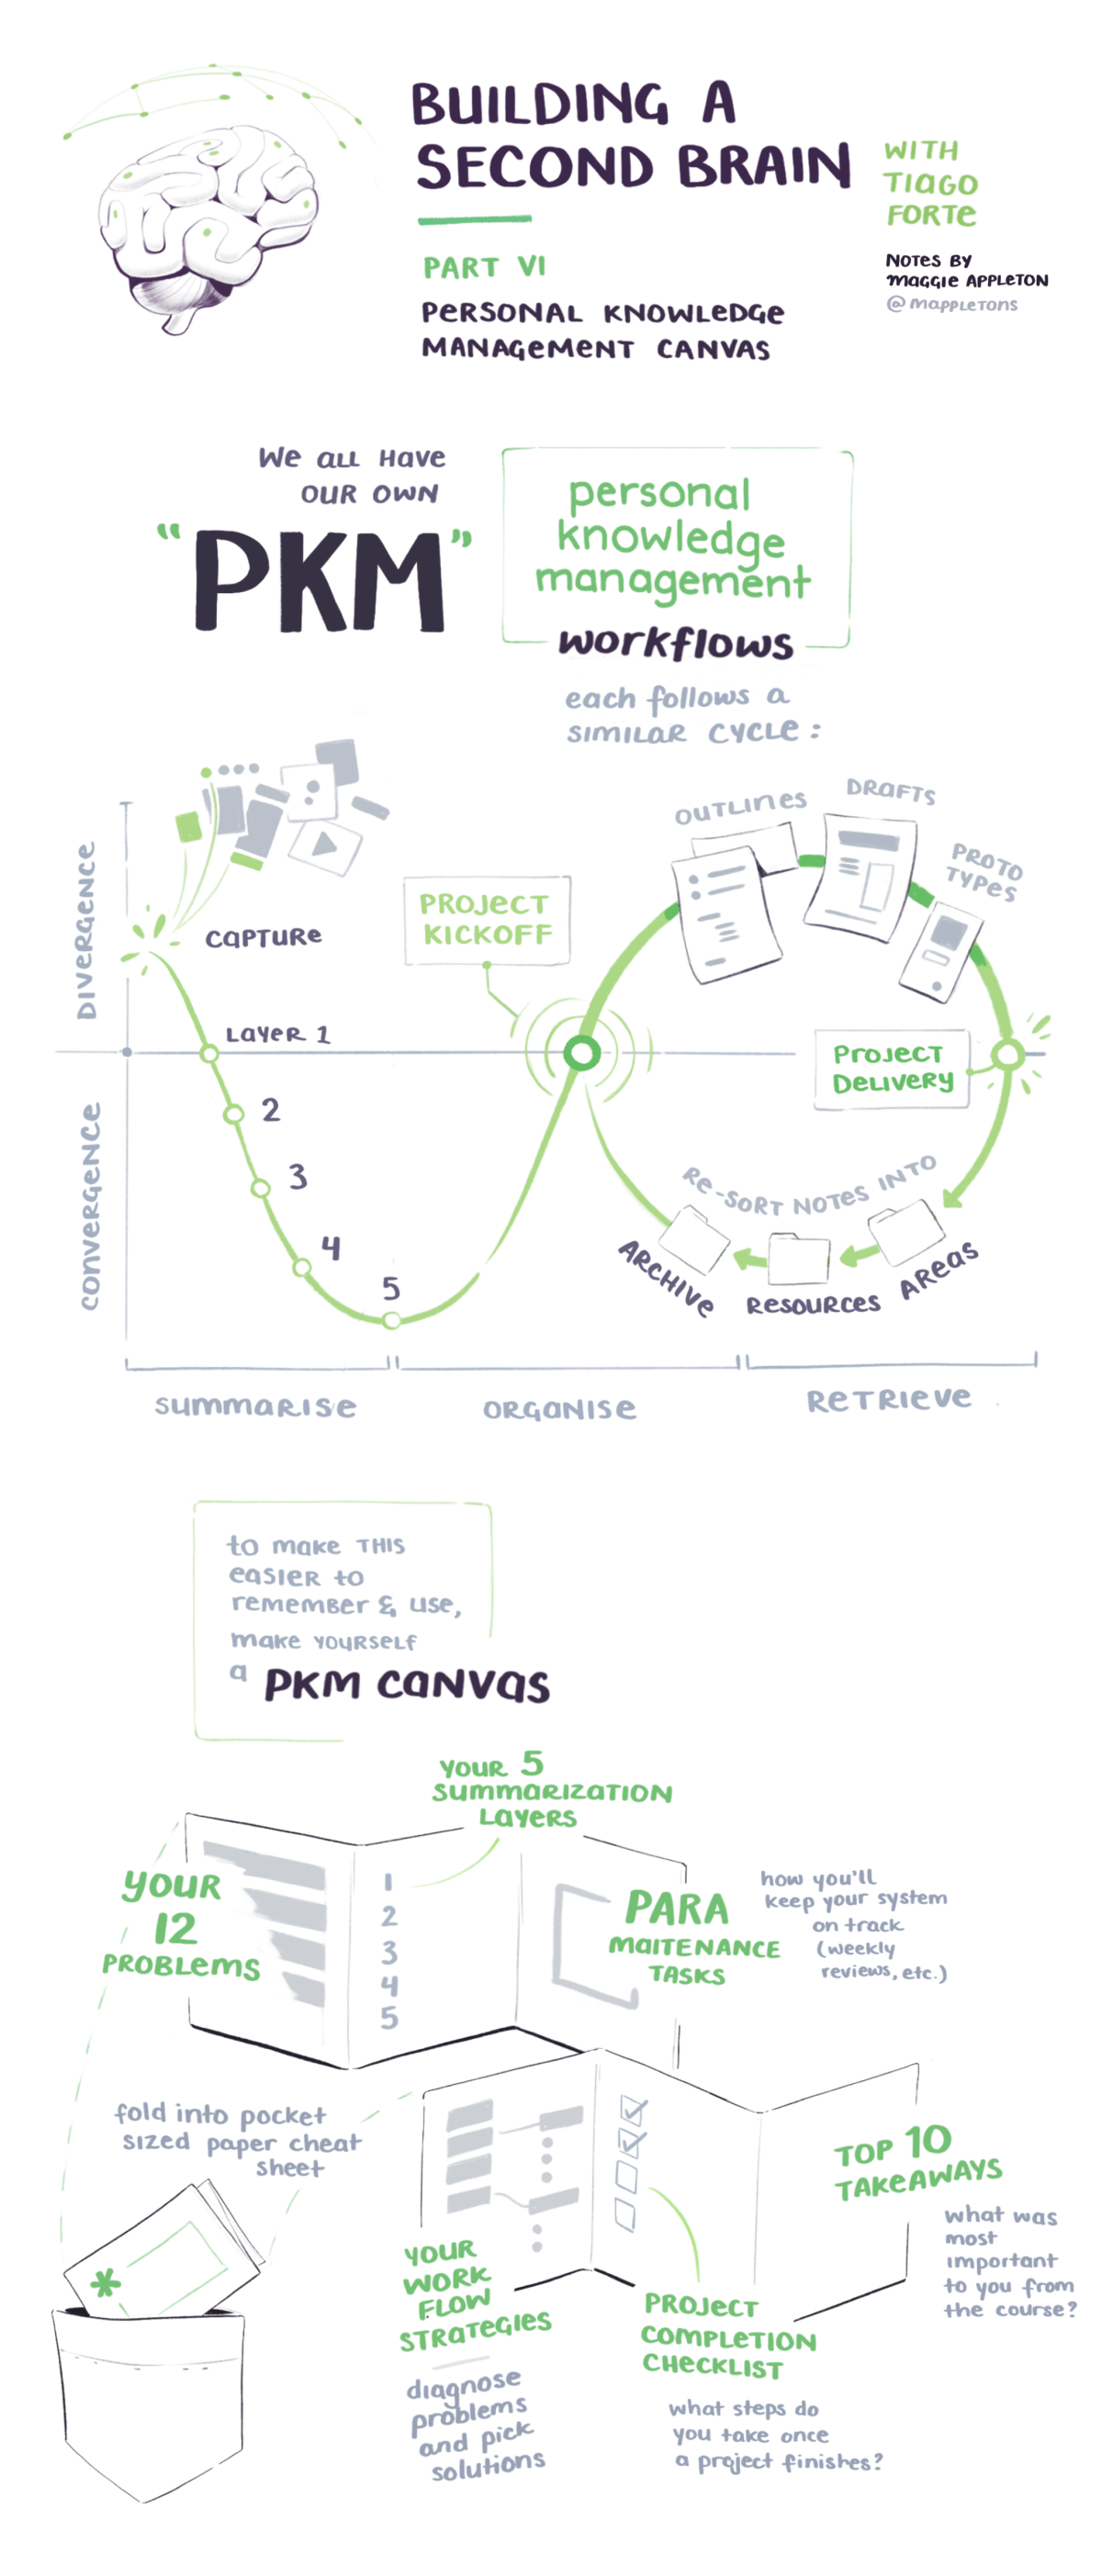 BUILDING A
SECOND BRAIN
WITH
TIAGO
FORTE
PART VI
PERSONAL KNOWLEDGE
MANAGEMENT CANVAS
NOTES BY
MAGGIE APPLETON
@MAPPLETONS
We all Have
OUR OWN
"PKM"
personal
knowledge
management
workflows
each follows a
SIMILAR CYCLE:
DIVERGENCE
CONVERGENCE
CAPTURE
LAYER 1
2
3
4
5
PROJECT
KICKOFF
OUTLINES
DRAFTS
PROTO
TYPES
PROJECT
DELIVERY
RE-SORT NOTES INTO
AREAS
RESOURCES
ARCHIVE
SUMMARISE
ORGANISE
RETRIEVE
to make THIS
easier to
remember & use,
make yourself
a PKM CANVAS
YOUR 5
SUMMARIZATION
LAYERS
YOUR
12
PROBLEMS
1
2
3
4
5
PARA
MAITENANCE
TASKS
how you'll
keep your system
on track
(weekly
reviews, etc.)
fold into pocket
sized paper cheat
sheet
YOUR
WORK
FLOW
STRATEGIES
diagnose
problems
and pick
solutions
PROJECT
COMPLETION
CHECKLIST
what steps do
you take once
a project finishes?
TOP 10
TAKEAWAYS
what was
most
important
to you from
the course?